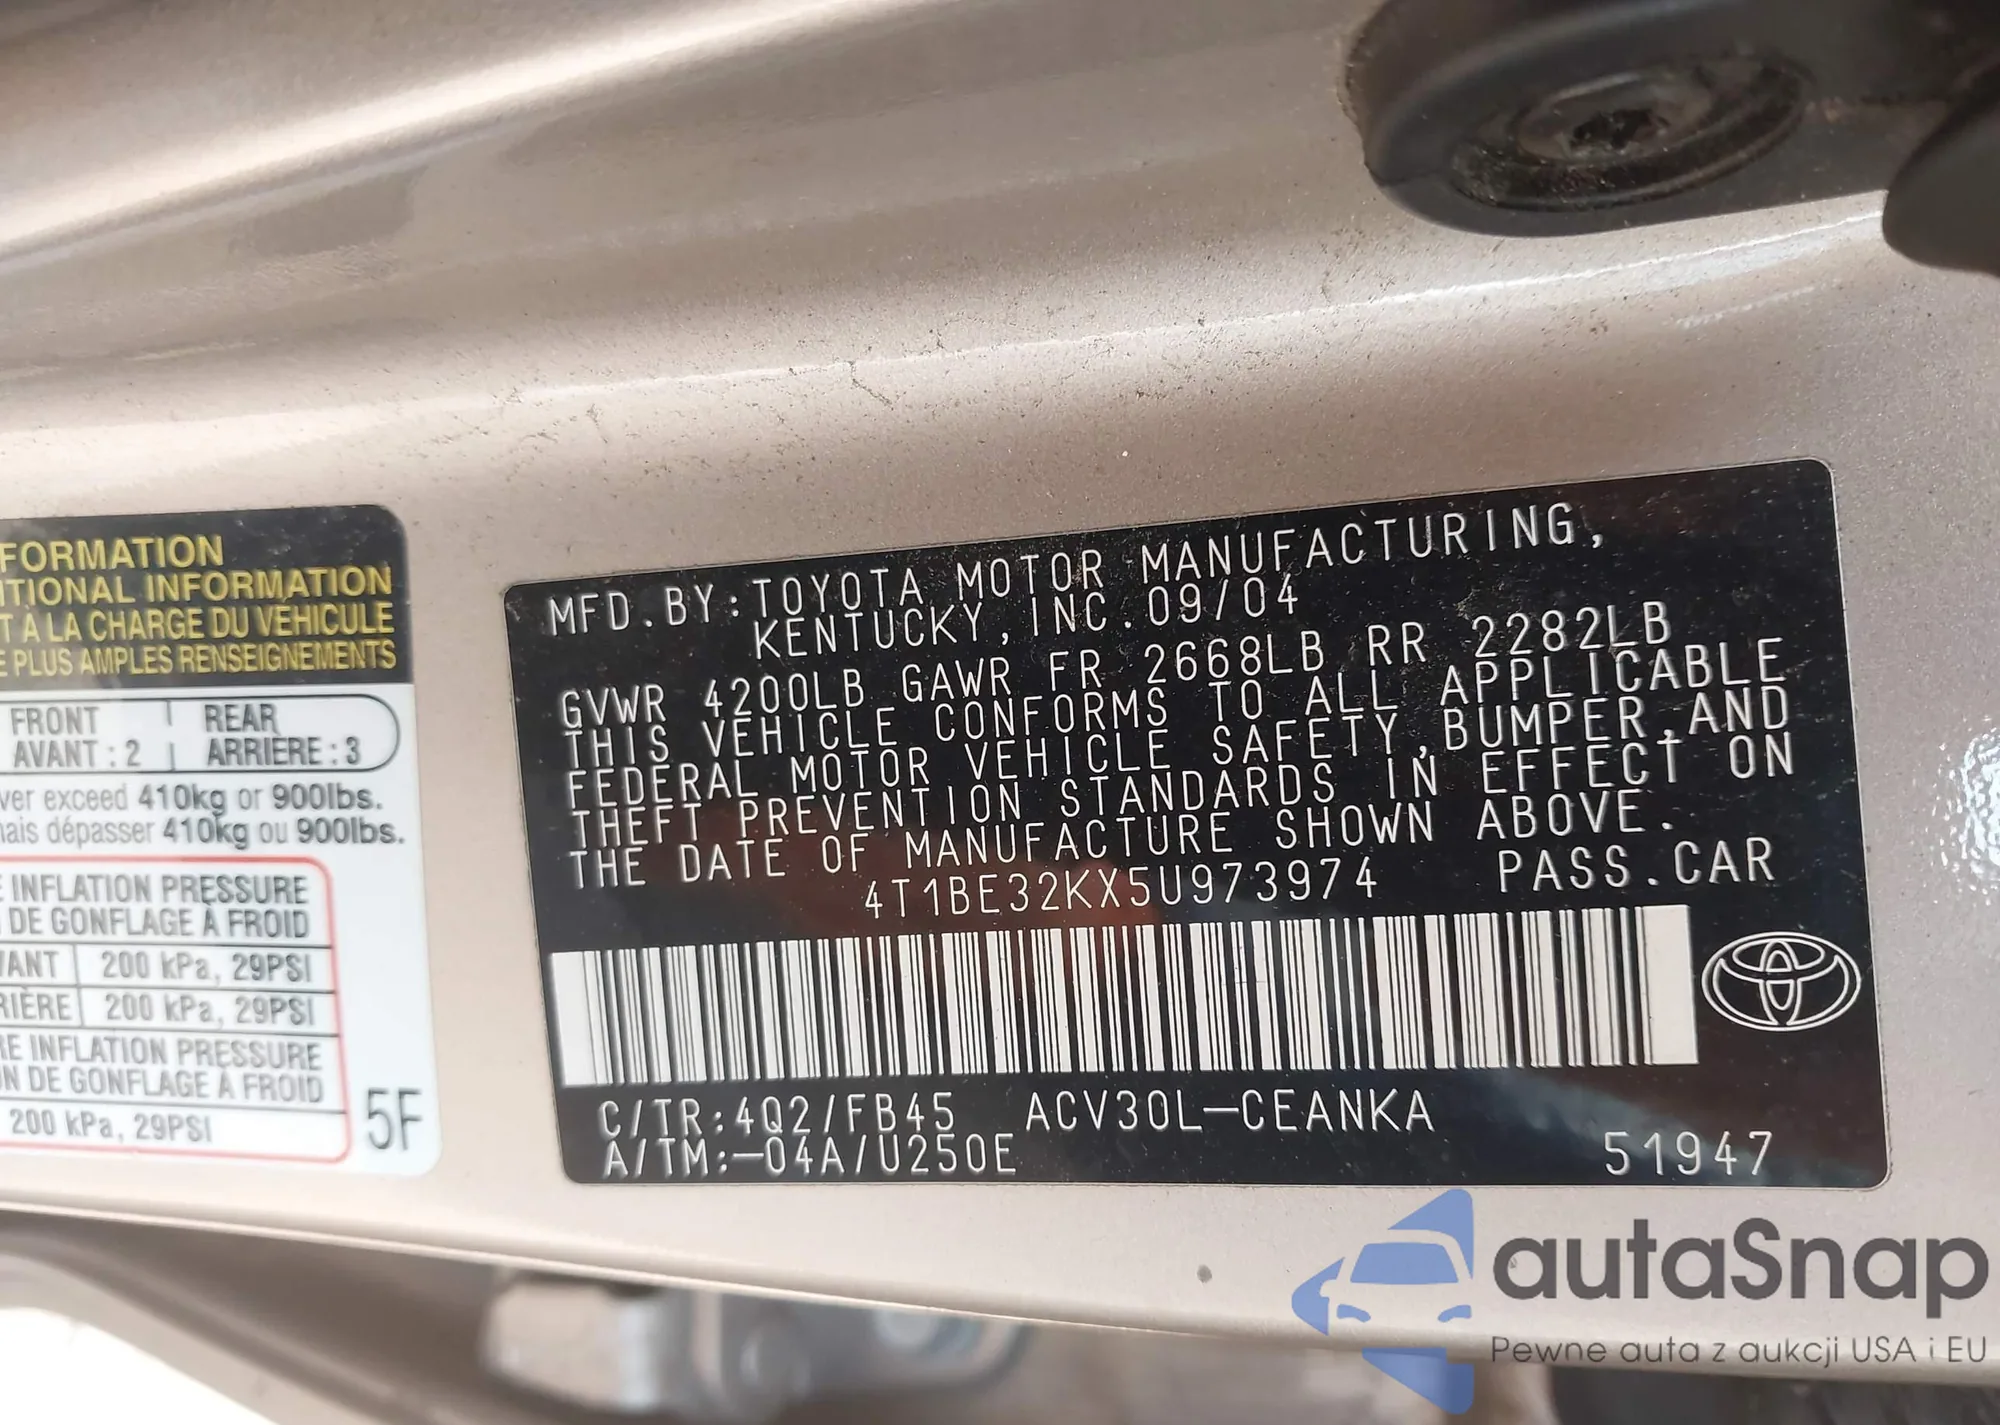 FORMATION
TIONAL INFORMATION
T À LA CHARGE DU VÉHICULE
E PLUS AMPLES RENSEIGNEMENTS
FRONT
AVANT : 2
REAR
ARRIÈRE : 3
ver exceed 410kg or 900lbs.
mais dépasser 410kg ou 900lbs.
E INFLATION PRESSURE
DE GONFLAGE À FROID
VANT 200 kPa, 29PSI
RIÈRE 200 kPa, 29PSI
RE INFLATION PRESSURE
N DE GONFLAGE À FROID
200 kPa, 29PSI
5F
MFD.BY:TOYOTA MOTOR MANUFACTURING,
KENTUCKY,INC.09/04
GVWR 4200LB GAWR FR 2668LB RR 2282LB
THIS VEHICLE CONFORMS TO ALL APPLICABLE
FEDERAL MOTOR VEHICLE SAFETY,BUMPER,AND
THEFT PREVENTION STANDARDS IN EFFECT ON
THE DATE OF MANUFACTURE SHOWN ABOVE.
4T1BE32KX5U973974 PASS.CAR
C/TR:4Q2/FB45 ACV30L-CEANKA
A/TM:-04A/U250E 51947
autaSnap
Pewne auta z aukcji USA i EU